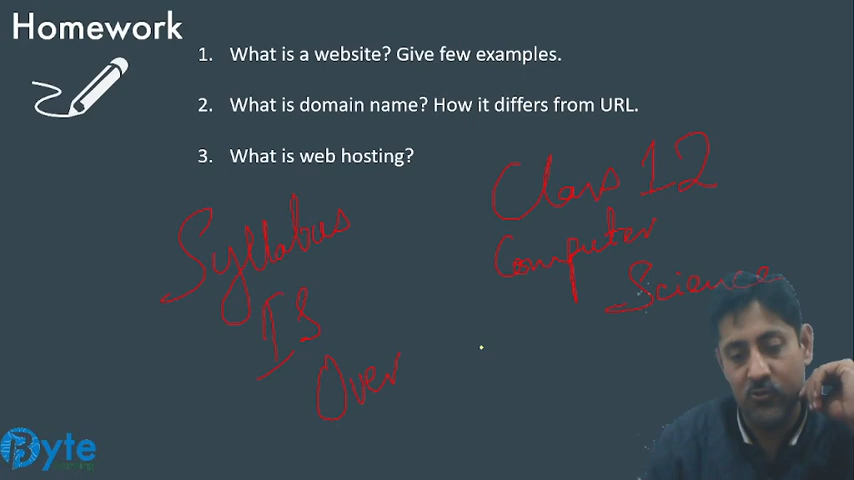 Homework
1. What is a website? Give few examples.
2. What is domain name? How it differs from URL.
3. What is web hosting?
Class 12
Computer
Science
Syllabus
IS
Over
Byte